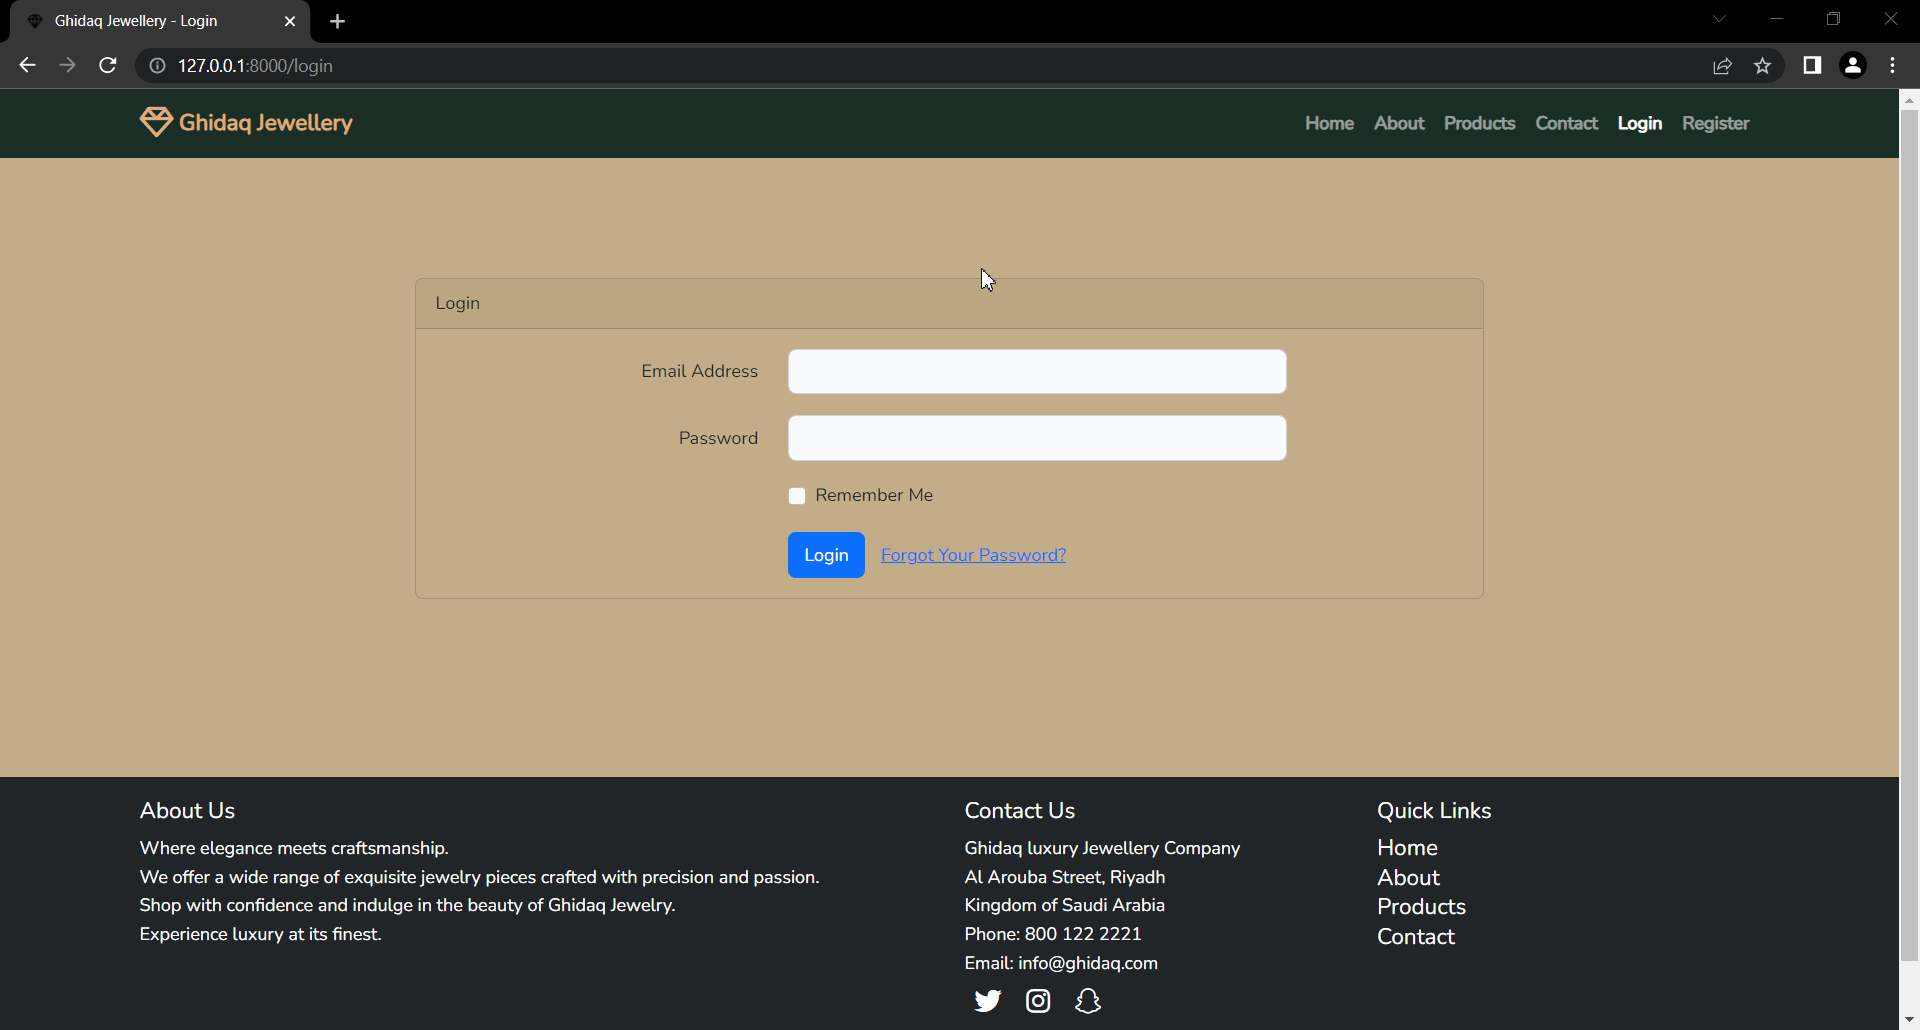 Ghidaq Jewellery - Login
127.0.0.1:8000/login
Ghidaq Jewellery
Home About Products Contact Login Register
Login
Email Address
Password
Remember Me
Login Forgot Your Password?
About Us
Where elegance meets craftsmanship.
We offer a wide range of exquisite jewelry pieces crafted with precision and passion.
Shop with confidence and indulge in the beauty of Ghidaq Jewelry.
Experience luxury at its finest.
Contact Us
Ghidaq luxury Jewellery Company
Al Arouba Street, Riyadh
Kingdom of Saudi Arabia
Phone: 800 122 2221
Email: info@ghidaq.com
Quick Links
Home
About
Products
Contact